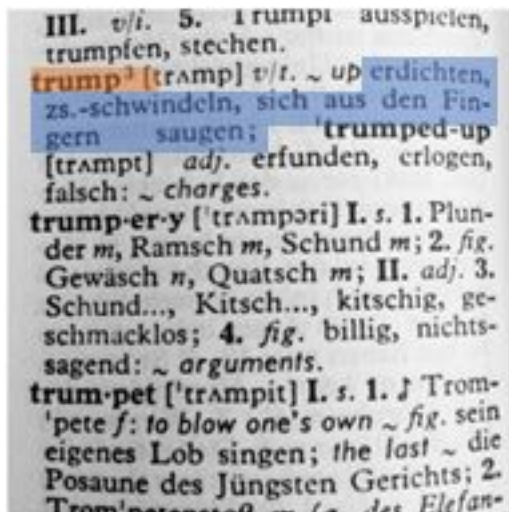 III. v/i. 5. Trumpf ausspielen,
trumpfen, stechen.
trump³ [trʌmp] v/t. ~ up erdichten,
zs.-schwindeln, sich aus den Fin-
gern saugen; 'trumped-up
[trʌmpt] adj. erfunden, erlogen,
falsch: ~ charges.
trump·er·y ['trʌmpəri] I. s. 1. Plun-
der m, Ramsch m, Schund m; 2. fig.
Gewäsch n, Quatsch m; II. adj. 3.
Schund..., Kitsch..., kitschig, ge-
schmacklos; 4. fig. billig, nichts-
sagend: ~ arguments.
trum·pet ['trʌmpit] I. s. 1. ♪ Trom-
'pete f: to blow one's own ~ fig. sein
eigenes Lob singen; the last ~ die
Posaune des Jüngsten Gerichts; 2.
des Elefan-